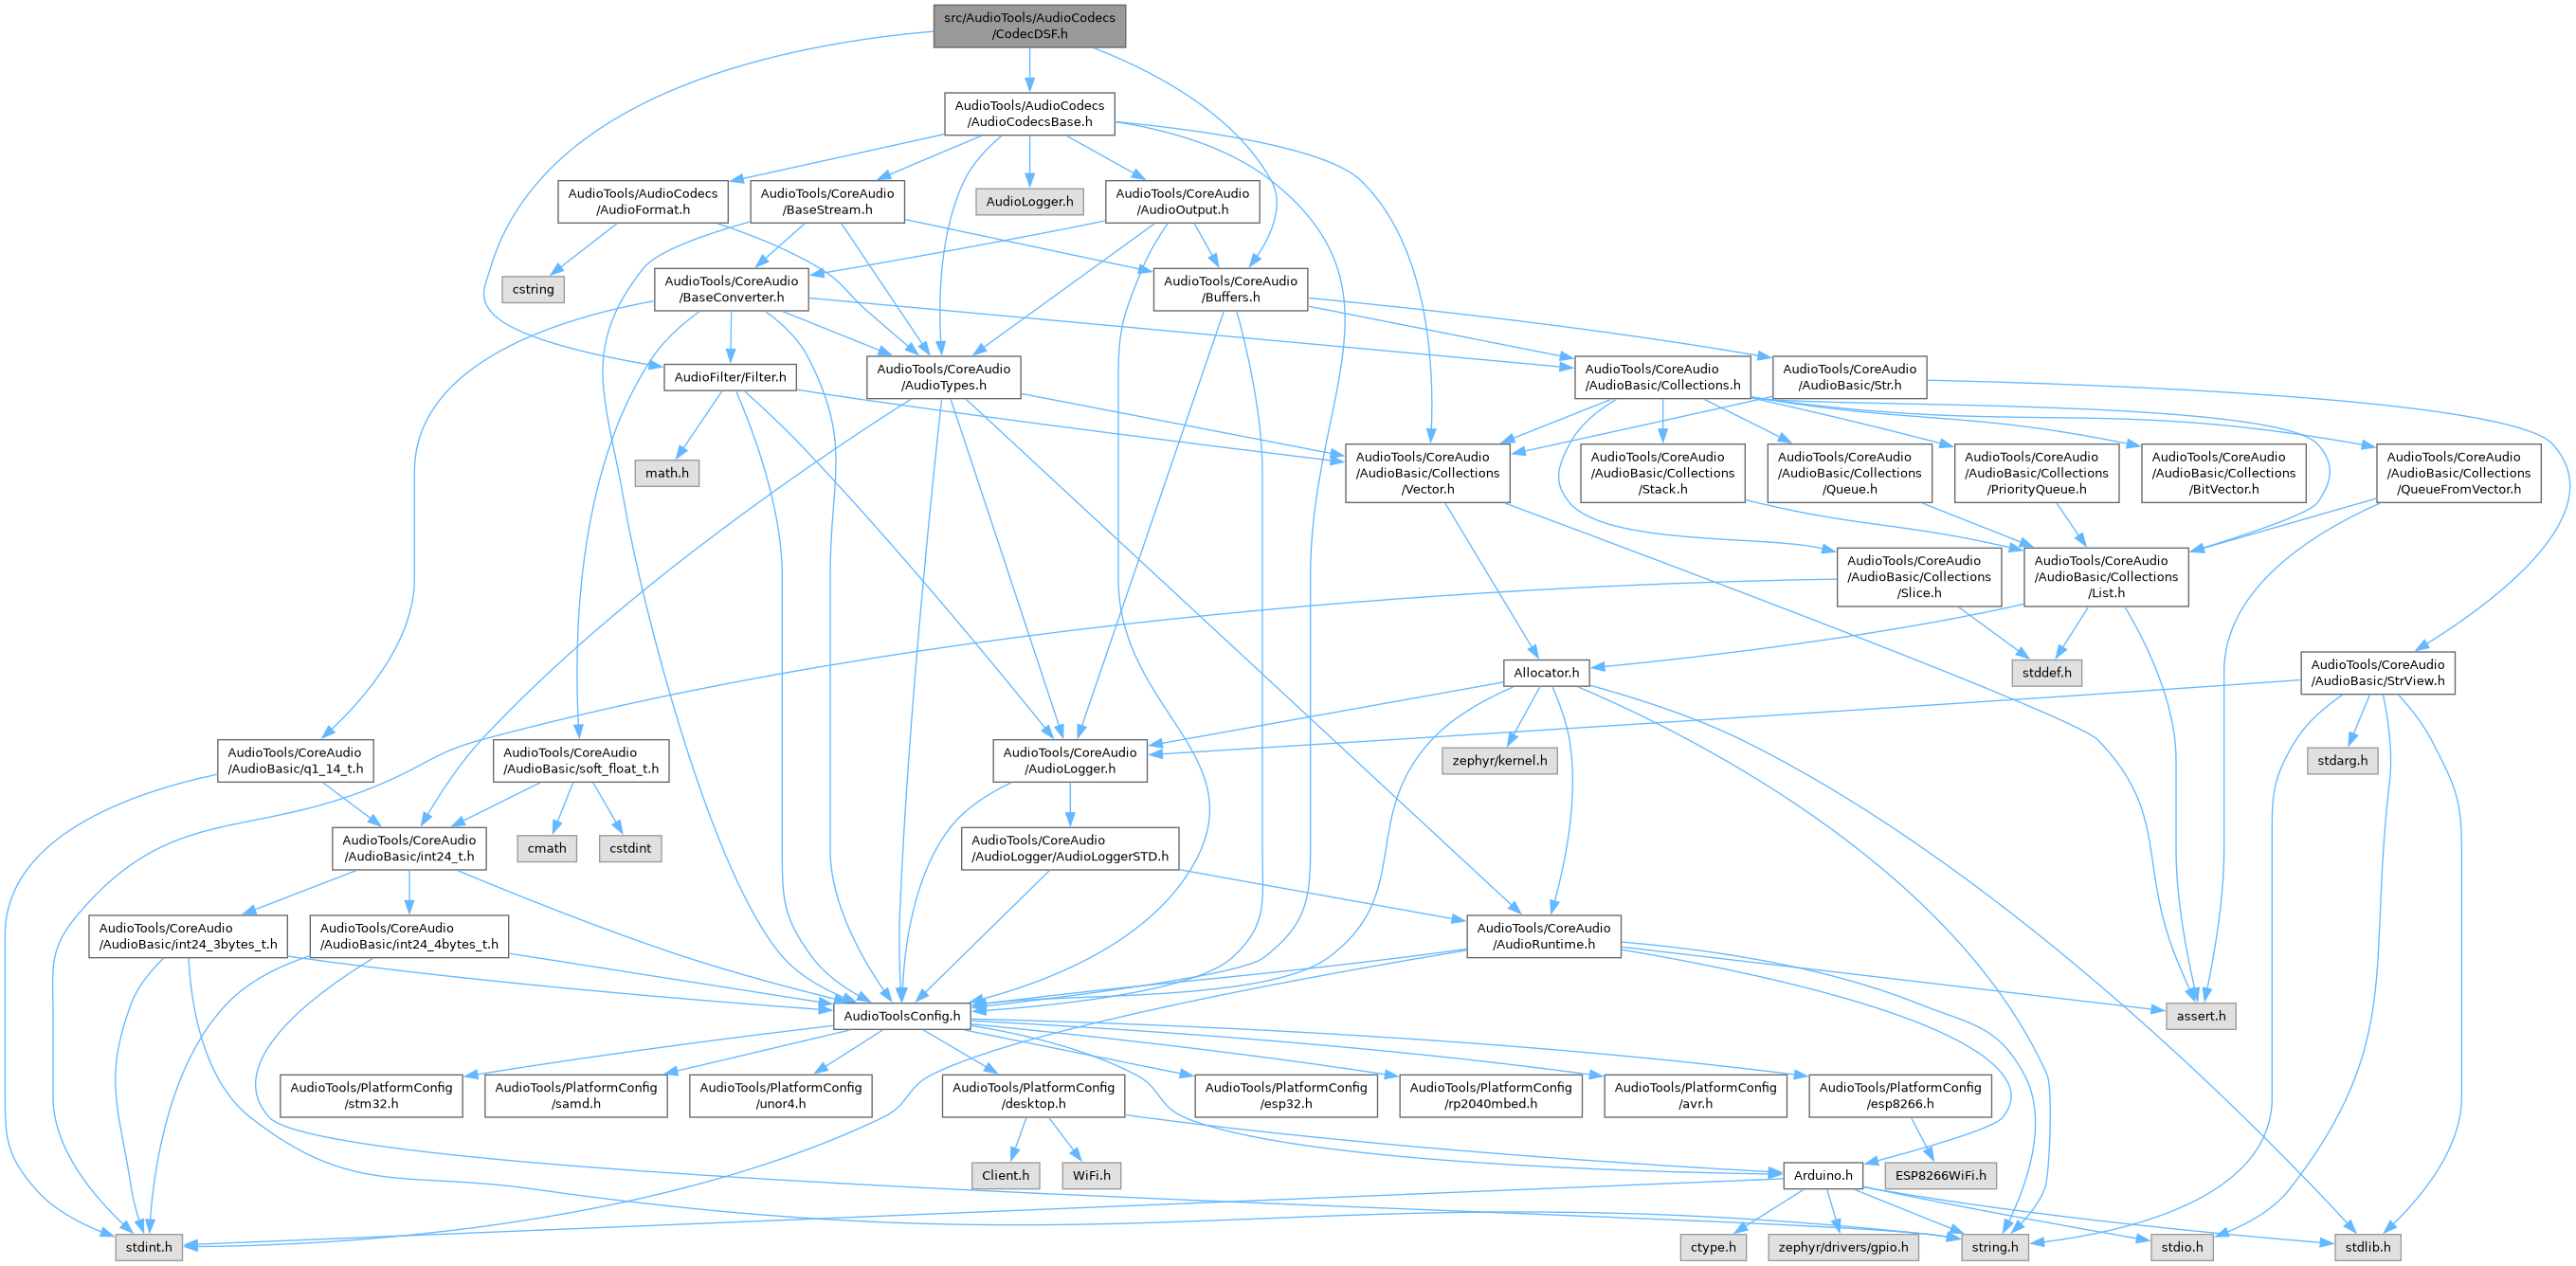 src/AudioTools/AudioCodecs
/CodecDSF.h
AudioTools/AudioCodecs
/AudioCodecsBase.h
AudioTools/AudioCodecs
/AudioFormat.h
AudioTools/CoreAudio
/BaseStream.h
AudioLogger.h
AudioTools/CoreAudio
/AudioOutput.h
cstring
AudioTools/CoreAudio
/BaseConverter.h
AudioTools/CoreAudio
/Buffers.h
AudioFilter/Filter.h
AudioTools/CoreAudio
/AudioTypes.h
AudioTools/CoreAudio
/AudioBasic/Collections.h
AudioTools/CoreAudio
/AudioBasic/Str.h
math.h
AudioTools/CoreAudio
/AudioBasic/Collections
/Vector.h
AudioTools/CoreAudio
/AudioBasic/Collections
/Stack.h
AudioTools/CoreAudio
/AudioBasic/Collections
/Queue.h
AudioTools/CoreAudio
/AudioBasic/Collections
/PriorityQueue.h
AudioTools/CoreAudio
/AudioBasic/Collections
/BitVector.h
AudioTools/CoreAudio
/AudioBasic/Collections
/QueueFromVector.h
AudioTools/CoreAudio
/AudioBasic/Collections
/Slice.h
AudioTools/CoreAudio
/AudioBasic/Collections
/List.h
Allocator.h
stddef.h
AudioTools/CoreAudio
/AudioBasic/StrView.h
AudioTools/CoreAudio
/AudioBasic/q1_14_t.h
AudioTools/CoreAudio
/AudioBasic/soft_float_t.h
AudioTools/CoreAudio
/AudioLogger.h
zephyr/kernel.h
stdarg.h
AudioTools/CoreAudio
/AudioBasic/int24_t.h
cmath
cstdint
AudioTools/CoreAudio
/AudioLogger/AudioLoggerSTD.h
AudioTools/CoreAudio
/AudioBasic/int24_3bytes_t.h
AudioTools/CoreAudio
/AudioBasic/int24_4bytes_t.h
AudioTools/CoreAudio
/AudioRuntime.h
AudioToolsConfig.h
assert.h
AudioTools/PlatformConfig
/stm32.h
AudioTools/PlatformConfig
/samd.h
AudioTools/PlatformConfig
/unor4.h
AudioTools/PlatformConfig
/desktop.h
AudioTools/PlatformConfig
/esp32.h
AudioTools/PlatformConfig
/rp2040mbed.h
AudioTools/PlatformConfig
/avr.h
AudioTools/PlatformConfig
/esp8266.h
Client.h
WiFi.h
Arduino.h
ESP8266WiFi.h
stdint.h
ctype.h
zephyr/drivers/gpio.h
string.h
stdio.h
stdlib.h